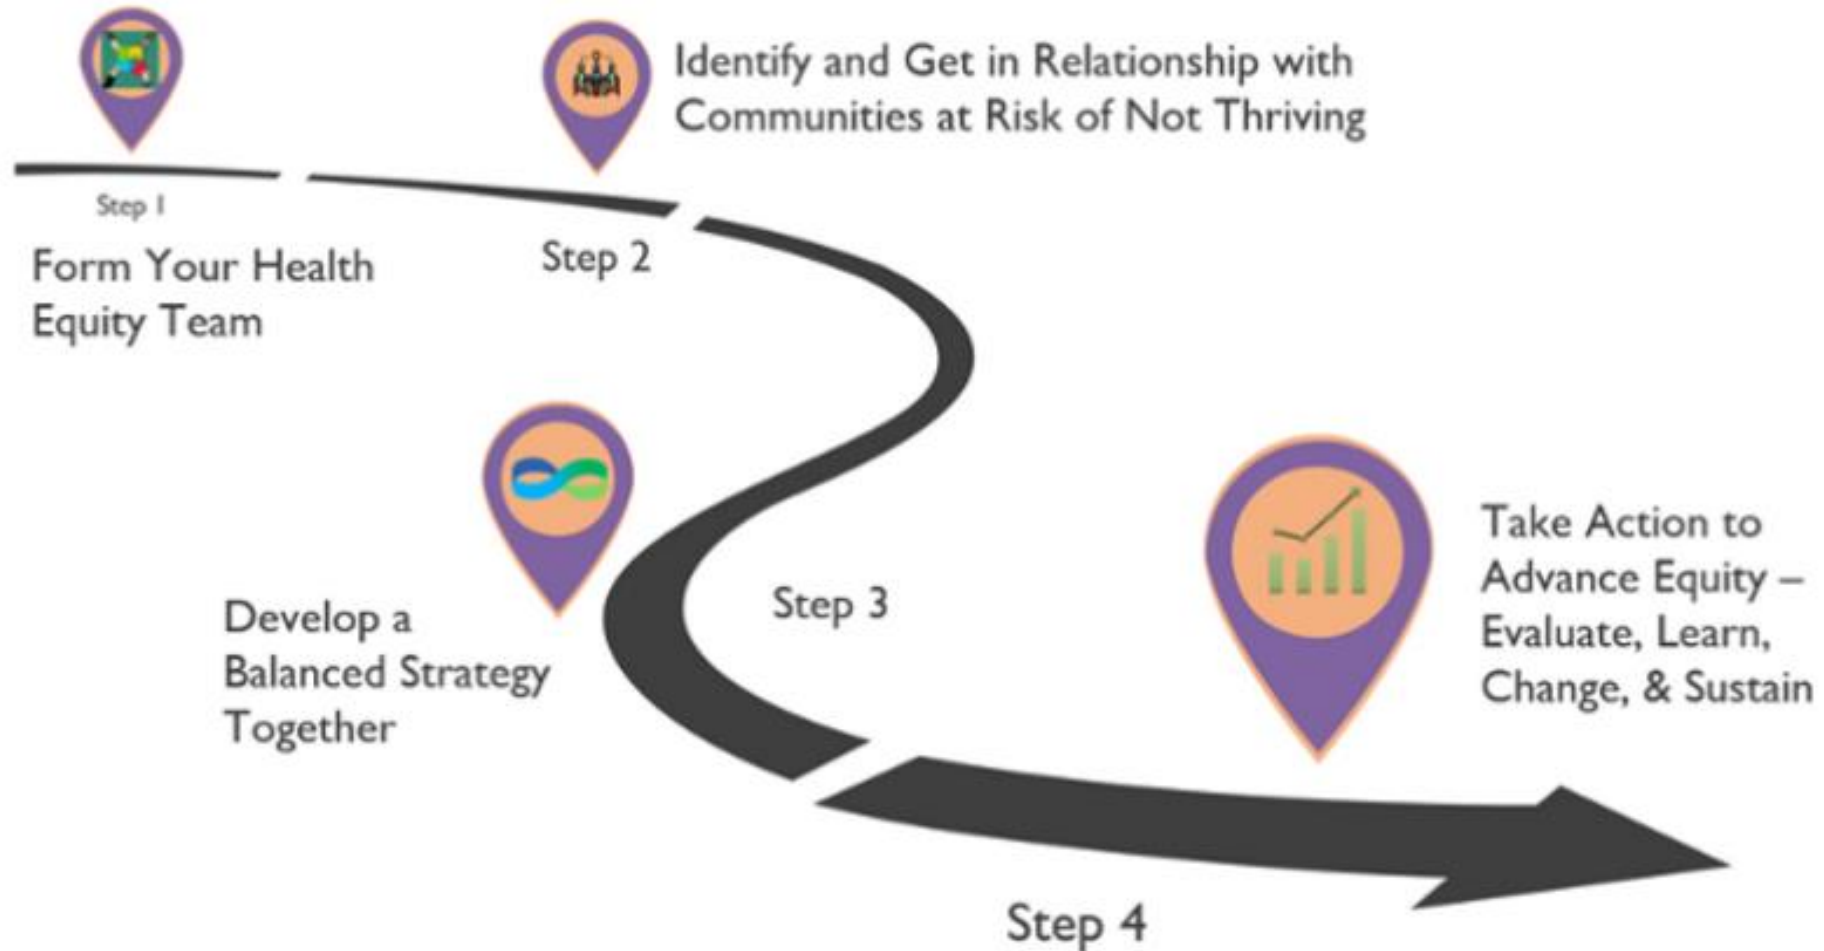 Step 1
Form Your Health
Equity Team
Identify and Get in Relationship with
Communities at Risk of Not Thriving
Step 2
Develop a
Balanced Strategy
Together
Step 3
Take Action to
Advance Equity –
Evaluate, Learn,
Change, & Sustain
Step 4